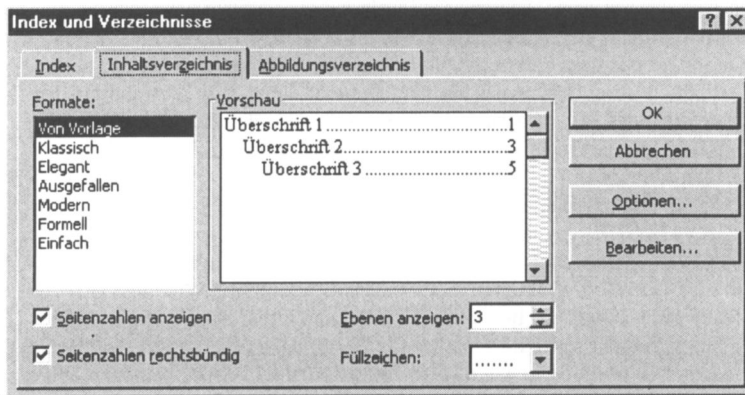 Index und Verzeichnisse
Index Inhaltsverzeichnis Abbildungsverzeichnis
Formate:
Von Vorlage
Klassisch
Elegant
Ausgefallen
Modern
Formell
Einfach
Vorschau
Überschrift 1 ............................................. 1
Überschrift 2 ...................................... 3
Überschrift 3 ................................ 5
OK
Abbrechen
Optionen...
Bearbeiten...
Seitenzahlen anzeigen
Seitenzahlen rechtsbündig
Ebenen anzeigen: 3
Füllzeichen: .......